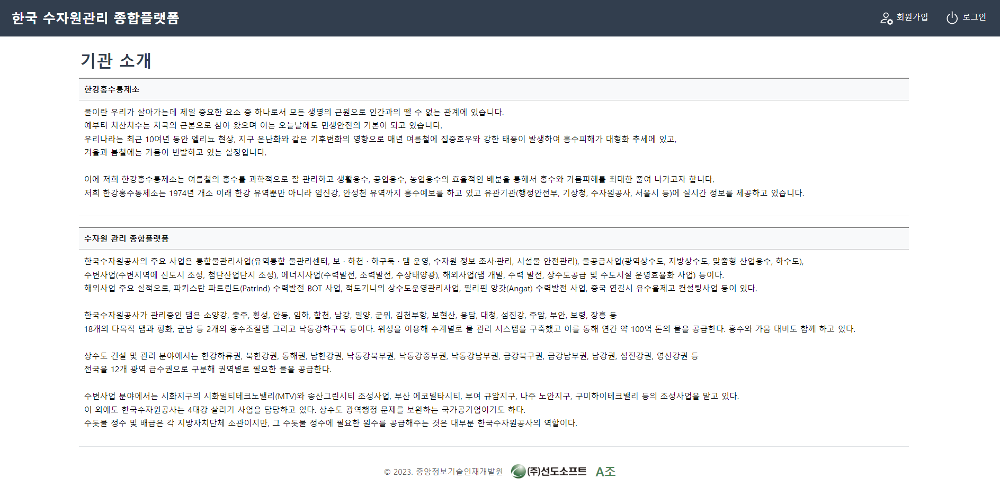 한국 수자원관리 종합플랫폼
회원가입
로그인
기관 소개
한강홍수통제소
물이란 우리가 살아가는데 제일 중요한 요소 중 하나로서 모든 생명의 근원으로 인간과의 뗄 수 없는 관계에 있습니다.
예부터 치산치수는 치국의 근본으로 삼아 왔으며 이는 오늘날에도 민생안전의 기본이 되고 있습니다.
우리나라는 최근 10여년 동안 엘리뇨 현상, 지구 온난화와 같은 기후변화의 영향으로 매년 여름철에 집중호우와 강한 태풍이 발생하여 홍수피해가 대형화 추세에 있고,
겨울과 봄철에는 가뭄이 빈발하고 있는 실정입니다.
이에 저희 한강홍수통제소는 여름철의 홍수를 과학적으로 잘 관리하고 생활용수, 공업용수, 농업용수의 효율적인 배분을 통해서 홍수와 가뭄피해를 최대한 줄여 나가고자 합니다.
저희 한강홍수통제소는 1974년 개소 이래 한강 유역뿐만 아니라 임진강, 안성천 유역까지 홍수예보를 하고 있고 유관기관(행정안전부, 기상청, 수자원공사, 서울시 등)에 실시간 정보를 제공하고 있습니다.
수자원 관리 종합플랫폼
한국수자원공사의 주요 사업은 통합물관리사업(유역통합 물관리센터, 보 · 하천 · 하구둑 · 댐 운영, 수자원 정보 조사·관리, 시설물 안전관리), 물공급사업(광역상수도, 지방상수도, 맞춤형 산업용수, 하수도),
수변사업(수변지역에 신도시 조성, 첨단산업단지 조성), 에너지사업(수력발전, 조력발전, 수상태양광), 해외사업(댐 개발, 수력 발전, 상수도공급 및 수도시설 운영효율화 사업) 등이다.
해외사업 주요 실적으로, 파키스탄 파트린드(Patrind) 수력발전 BOT 사업, 적도기니의 상수도운영관리사업, 필리핀 앙갓(Angat) 수력발전 사업, 중국 연길시 유수율제고 컨설팅사업 등이 있다.
한국수자원공사가 관리중인 댐은 소양강, 충주, 횡성, 안동, 임하, 합천, 남강, 밀양, 군위, 김천부항, 보현산, 용담, 대청, 섬진강, 주암, 부안, 보령, 장흥 등
18개의 다목적 댐과 평화, 군남 등 2개의 홍수조절댐 그리고 낙동강하구둑 등이다. 위성을 이용해 수계별로 물 관리 시스템을 구축했고 이를 통해 연간 약 100억 톤의 물을 공급한다. 홍수와 가뭄 대비도 함께 하고 있다.
상수도 건설 및 관리 분야에서는 한강하류권, 북한강권, 동해권, 남한강권, 낙동강북부권, 낙동강중부권, 낙동강남부권, 금강북구권, 금강남부권, 남강권, 섬진강권, 영산강권 등
전국을 12개 광역 급수권으로 구분해 권역별로 필요한 물을 공급한다.
수변사업 분야에서는 시화지구의 시화멀티테크노밸리(MTV)와 송산그린시티 조성사업, 부산 에코델타시티, 부여 규암지구, 나주 노안지구, 구미하이테크밸리 등의 조성사업을 맡고 있다.
이 외에도 한국수자원공사는 4대강 살리기 사업을 담당하고 있다. 상수도 광역행정 문제를 보완하는 국가공기업이기도 하다.
수돗물 정수 및 배급은 각 지방자치단체 소관이지만, 그 수돗물 정수에 필요한 원수를 공급해주는 것은 대부분 한국수자원공사의 역할이다.
© 2023. 중앙정보기술인재개발원 (주)선도소프트 A조